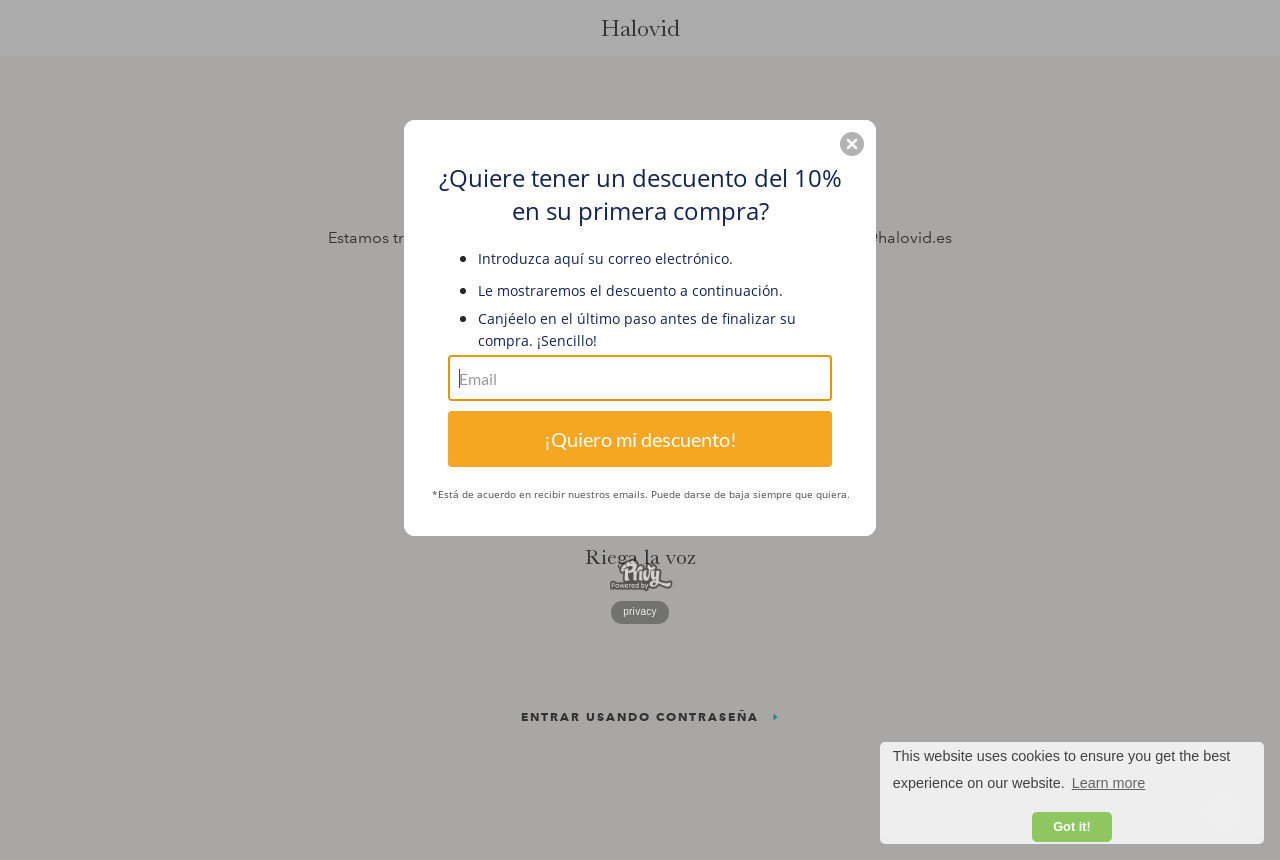 Halovid
¿Quiere tener un descuento del 10%
en su primera compra?
Estamos
halovid.es
Introduzca aquí su correo electrónico.
Le mostraremos el descuento a continuación.
Canjéelo en el último paso antes de finalizar su
compra. ¡Sencillo!
Email
¡Quiero mi descuento!
*Está de acuerdo en recibir nuestros emails. Puede darse de baja siempre que quiera.
Riega la voz
Powered by Privy
privacy
ENTRAR USANDO CONTRASEÑA
This website uses cookies to ensure you get the best
experience on our website. Learn more
Got it!